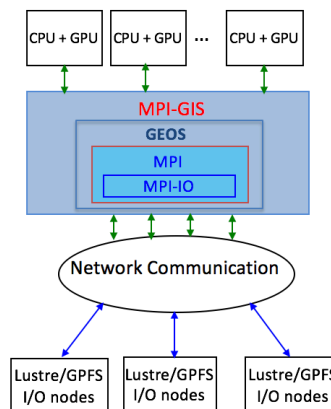 CPU + GPU CPU + GPU ... CPU + GPU
MPI-GIS
GEOS
MPI
MPI-IO
Network Communication
Lustre/GPFS Lustre/GPFS Lustre/GPFS
I/O nodes I/O nodes I/O nodes